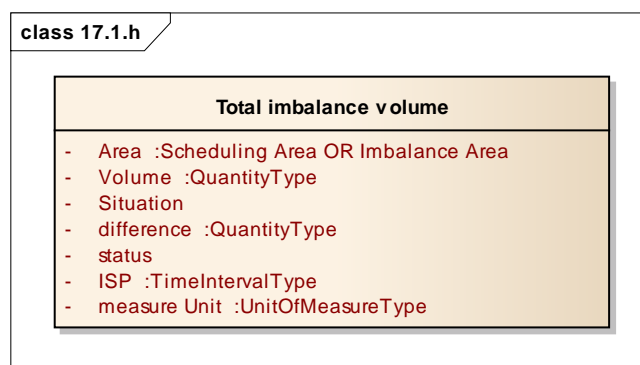 class 17.1.h
Total imbalance volume
- Area :Scheduling Area OR Imbalance Area
- Volume :QuantityType
- Situation
- difference :QuantityType
- status
- ISP :TimeIntervalType
- measure Unit :UnitOfMeasureType